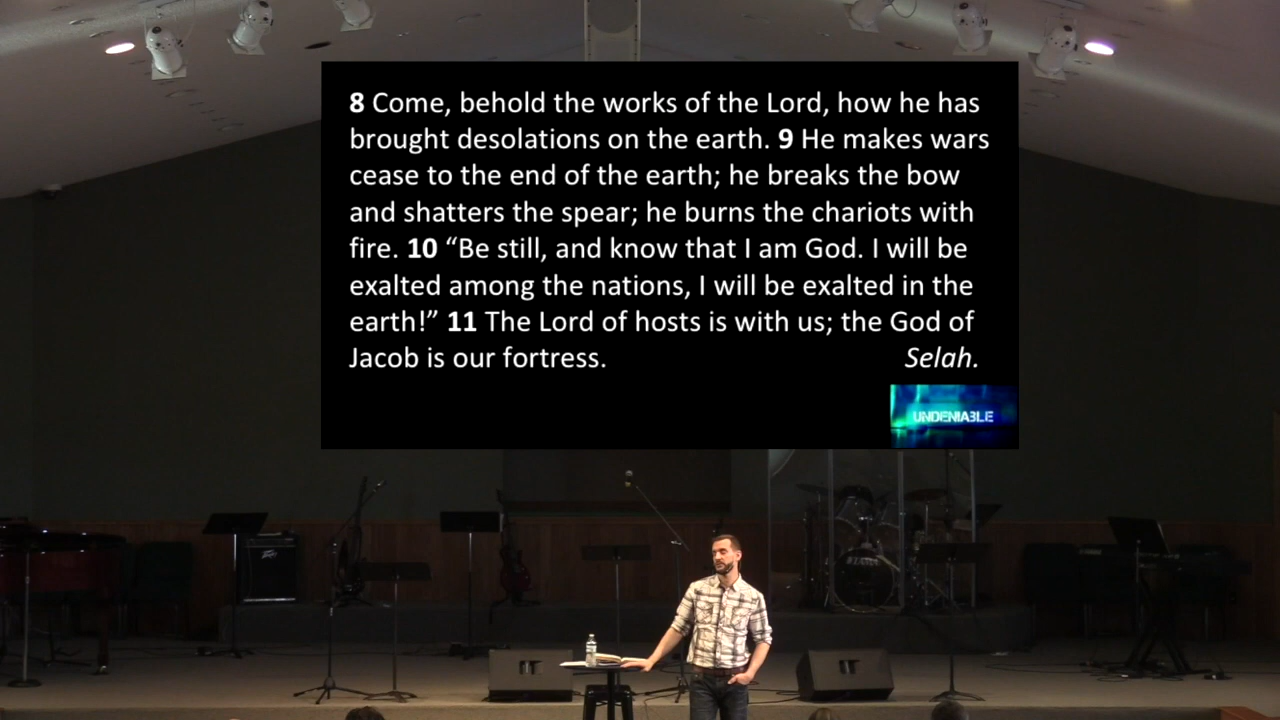 8 Come, behold the works of the Lord, how he has
brought desolations on the earth. 9 He makes wars
cease to the end of the earth; he breaks the bow
and shatters the spear; he burns the chariots with
fire. 10 “Be still, and know that I am God. I will be
exalted among the nations, I will be exalted in the
earth!” 11 The Lord of hosts is with us; the God of
Jacob is our fortress. Selah.
UNDENIABLE
PEAVEY
TAMA